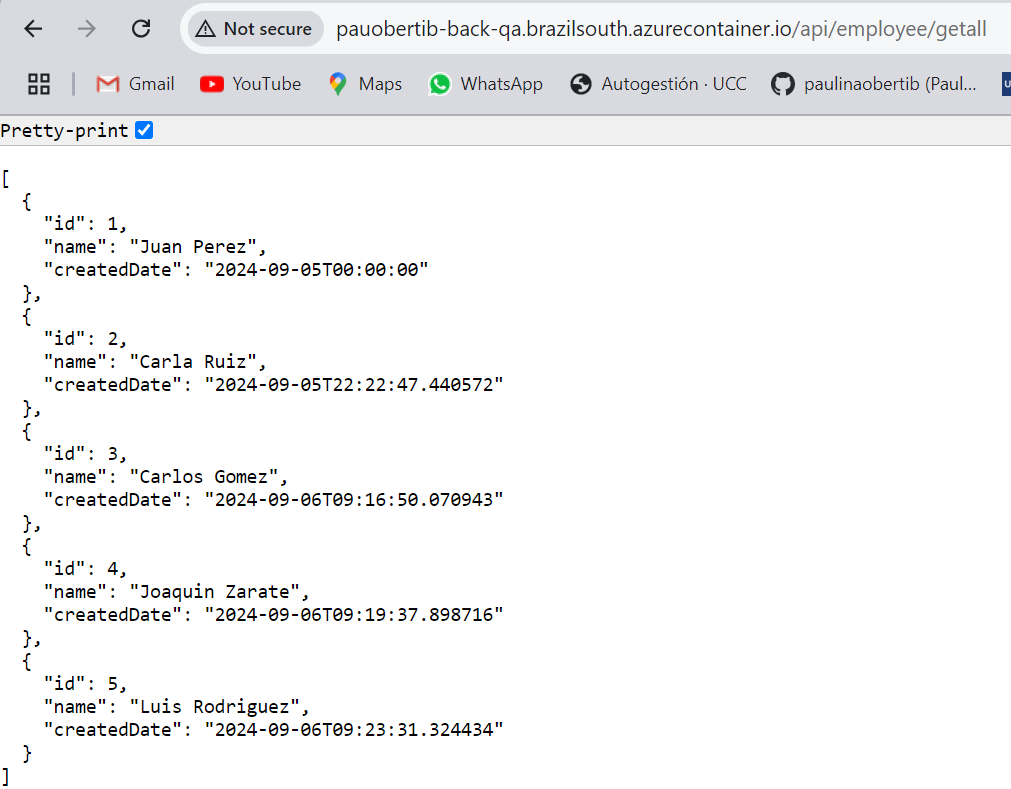 Not secure pauobertib-back-qa.brazilsouth.azurecontainer.io/api/employee/getall
Gmail YouTube Maps WhatsApp Autogestión · UCC paulinaobertib (Paul...
Pretty-print
[
  {
    "id": 1,
    "name": "Juan Perez",
    "createdDate": "2024-09-05T00:00:00"
  },
  {
    "id": 2,
    "name": "Carla Ruiz",
    "createdDate": "2024-09-05T22:22:47.440572"
  },
  {
    "id": 3,
    "name": "Carlos Gomez",
    "createdDate": "2024-09-06T09:16:50.070943"
  },
  {
    "id": 4,
    "name": "Joaquin Zarate",
    "createdDate": "2024-09-06T09:19:37.898716"
  },
  {
    "id": 5,
    "name": "Luis Rodriguez",
    "createdDate": "2024-09-06T09:23:31.324434"
  }
]